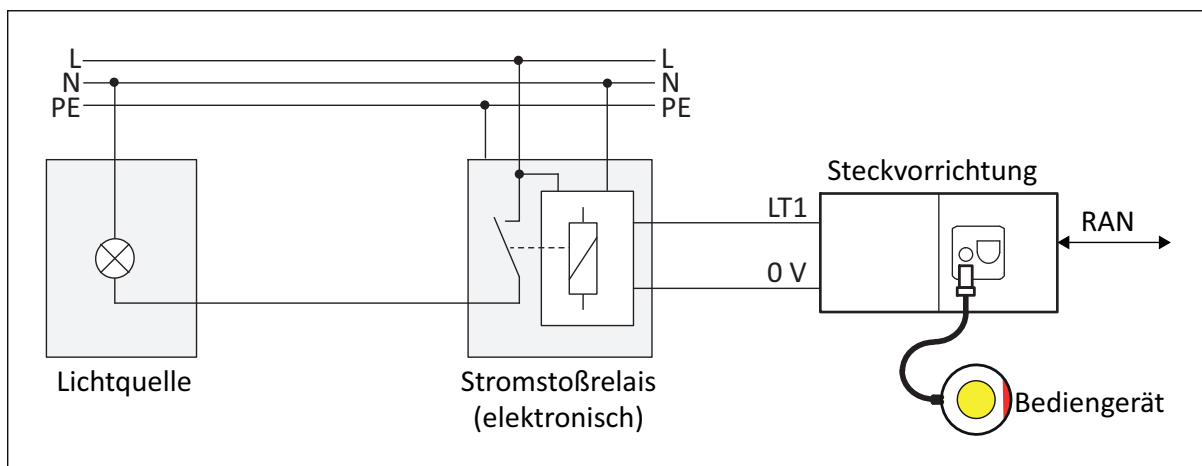 L L
N N
PE PE
Steckvorrichtung
LT1
RAN
0 V
Lichtquelle
Stromstoßrelais
(elektronisch)
Bediengerät